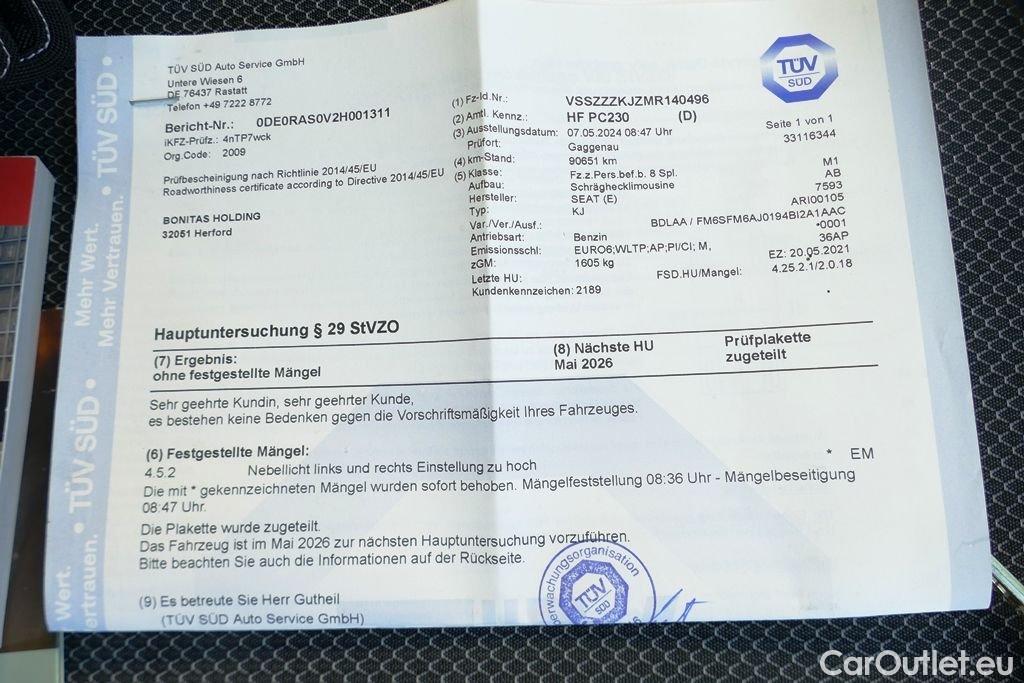 TÜV SÜD Auto Service GmbH
Untere Wiesen 6
DE 76437 Rastatt
Telefon +49 7222 8772
Bericht-Nr.: 0DE0RAS0V2H001311
iKFZ-Prüfz.: 4nTP7wck
Org.Code: 2009
Prüfbescheinigung nach Richtlinie 2014/45/EU
Roadworthiness certificate according to Directive 2014/45/EU
BONITAS HOLDING
32051 Herford
TÜV
SÜD
(1) Fz-Id.Nr.: VSSZZZKJZMR140496
(2) Amtl. Kennz.: HF PC230 (D) Seite 1 von 1
(3) Ausstellungsdatum: 07.05.2024 08:47 Uhr 33116344
Prüfort: Gaggenau
(4) km-Stand: 90651 km
(5) Klasse: Fz.z.Pers.bef.b. 8 Spl. M1
Aufbau: Schräghecklimousine AB
Hersteller: SEAT (E) 7593
Typ: KJ ARI00105
Var./Ver./Ausf.: BDLAA / FM6SFM6AJ0194BI2A1AAC
Antriebsart: Benzin *0001
Emissionsschl: EURO6;WLTP;AP;PI/CI; M, 36AP
zGM: 1605 kg EZ: 20.05.2021
Letzte HU: FSD.HU/Mangel: 4.25.2.1/2.0.18
Kundenkennzeichen: 2189
Hauptuntersuchung § 29 StVZO
(7) Ergebnis: (8) Nächste HU Prüfplakette
ohne festgestellte Mängel Mai 2026 zugeteilt
Sehr geehrte Kundin, sehr geehrter Kunde,
es bestehen keine Bedenken gegen die Vorschriftsmäßigkeit Ihres Fahrzeuges.
(6) Festgestellte Mängel:
4.5.2 Nebellicht links und rechts Einstellung zu hoch * EM
Die mit * gekennzeichneten Mängel wurden sofort behoben. Mängelfeststellung 08:36 Uhr - Mängelbeseitigung
08:47 Uhr.
Die Plakette wurde zugeteilt.
Das Fahrzeug ist im Mai 2026 zur nächsten Hauptuntersuchung vorzuführen.
Bitte beachten Sie auch die Informationen auf der Rückseite.
(9) Es betreute Sie Herr Gutheil
(TÜV SÜD Auto Service GmbH)
erwachungsorganisation
TÜV
SÜD
Wert.
ertrauen. • TÜV SÜD •
Mehr Wert.
Mehr Vertrauen. • TÜV SÜD •
CarOutlet.eu